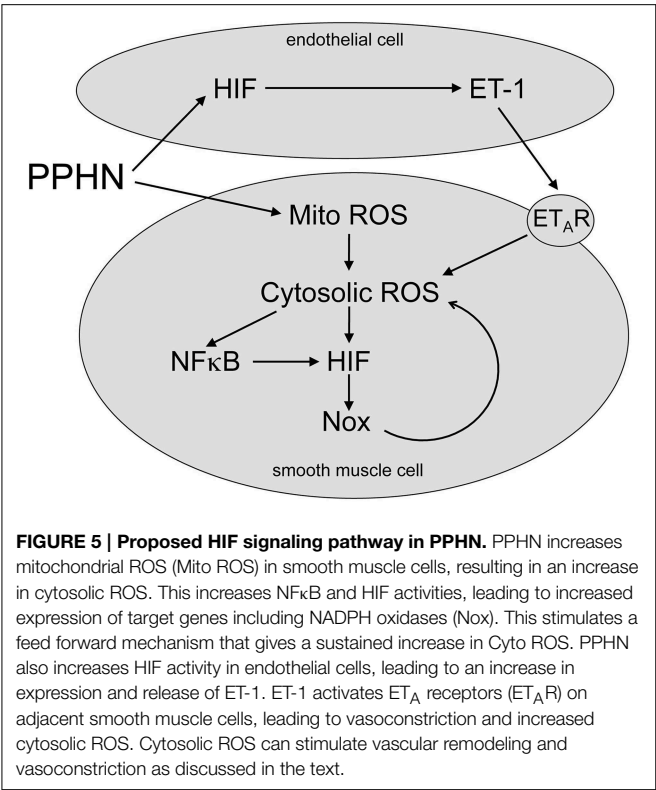 endothelial cell
HIF
ET-1
PPHN
ETAR
Mito ROS
Cytosolic ROS
NFκB
HIF
Nox
smooth muscle cell
FIGURE 5 | Proposed HIF signaling pathway in PPHN. PPHN increases
mitochondrial ROS (Mito ROS) in smooth muscle cells, resulting in an increase
in cytosolic ROS. This increases NFκB and HIF activities, leading to increased
expression of target genes including NADPH oxidases (Nox). This stimulates a
feed forward mechanism that gives a sustained increase in Cyto ROS. PPHN
also increases HIF activity in endothelial cells, leading to an increase in
expression and release of ET-1. ET-1 activates ETA receptors (ETAR) on
adjacent smooth muscle cells, leading to vasoconstriction and increased
cytosolic ROS. Cytosolic ROS can stimulate vascular remodeling and
vasoconstriction as discussed in the text.